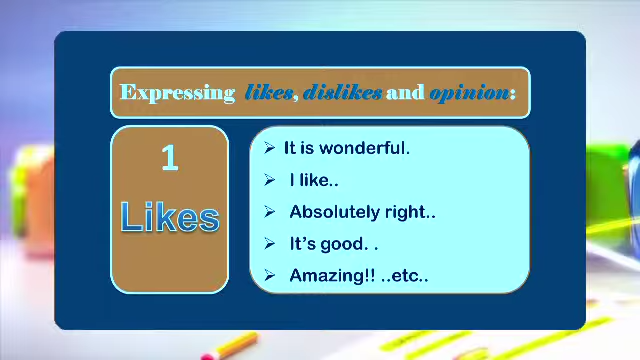 Expressing likes, dislikes and opinion:
1
Likes
It is wonderful.
I like..
Absolutely right..
It's good. .
Amazing!! ..etc..